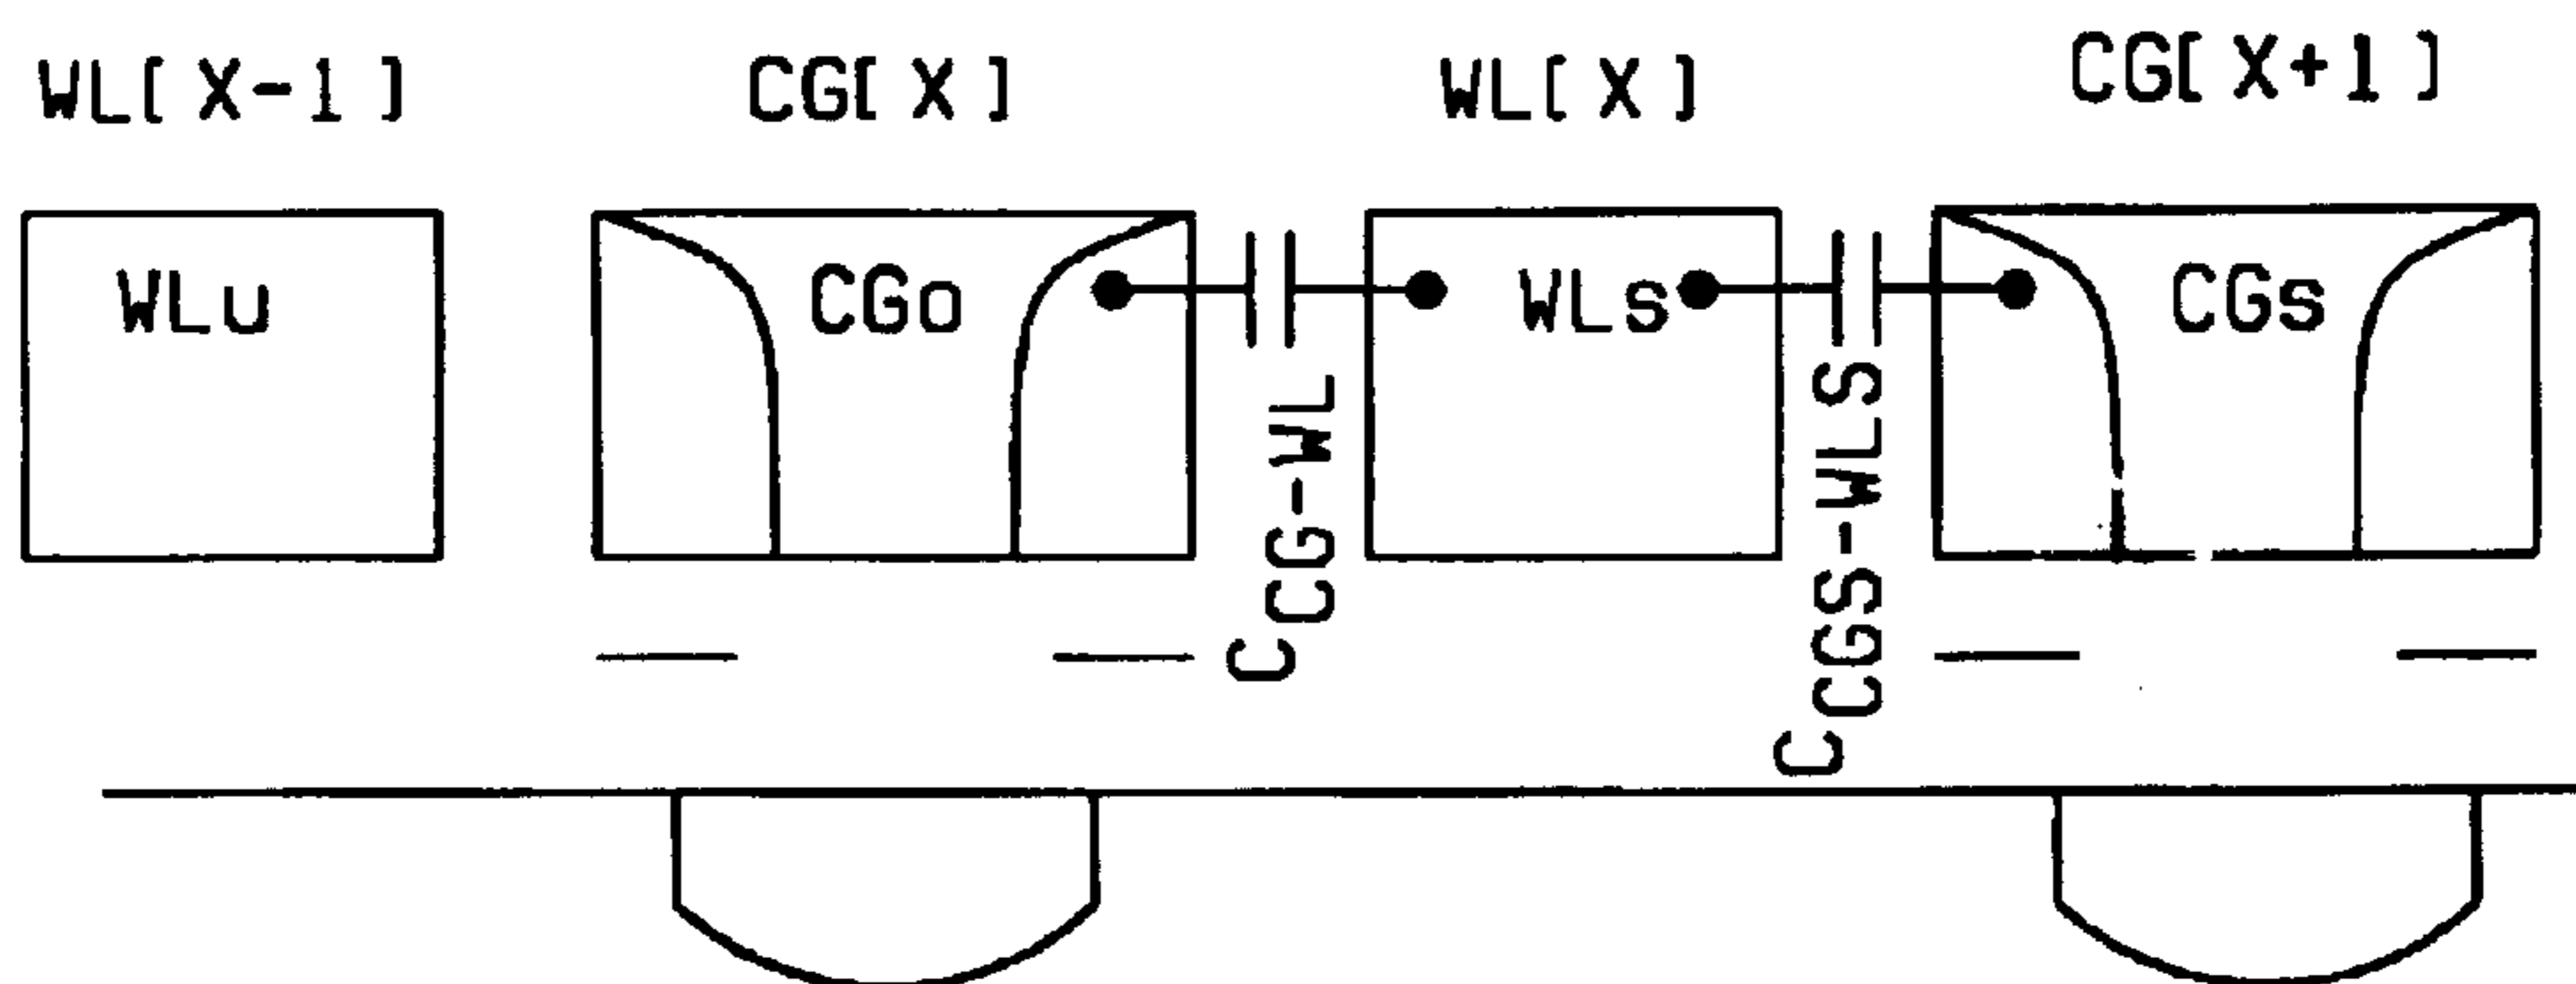 WL[X-1] CG[X] WL[X] CG[X+1]
WLu CGo WLs CGs
CCG-WL
CCGS-WLS